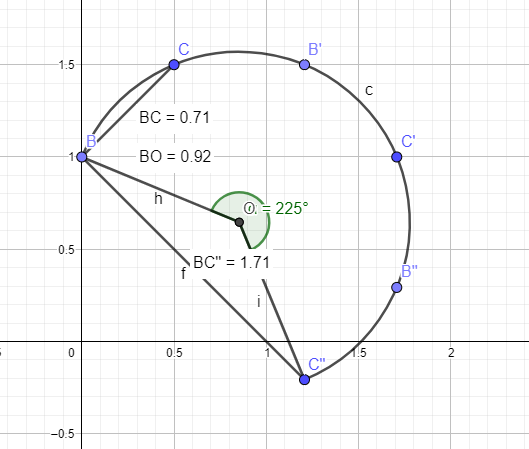 C
B'
1.5
c
BC = 0.71
C'
B
1
BO = 0.92
h
α = 225°
0.5
BC'' = 1.71
B''
f
i
0
0.5
1
1.5
2
C''
−0.5